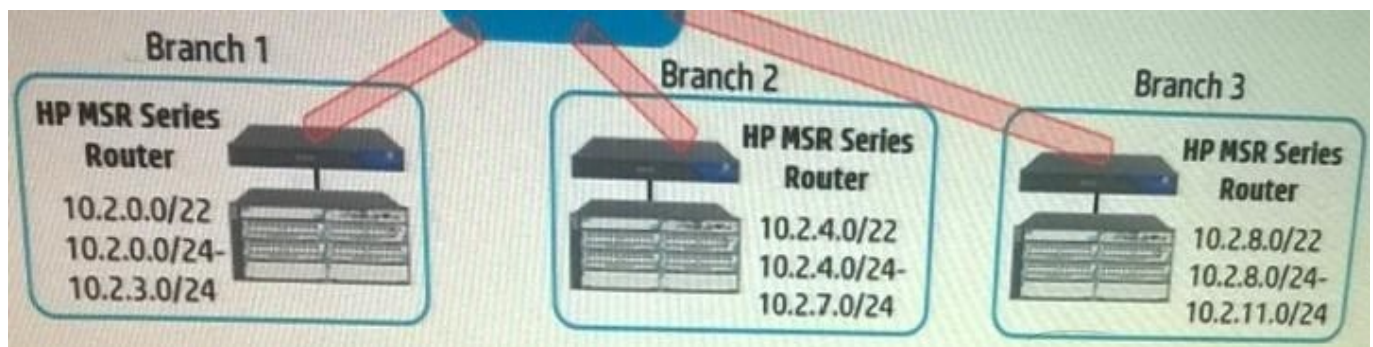 Branch 1
HP MSR Series
Router
10.2.0.0/22
10.2.0.0/24-
10.2.3.0/24
Branch 2
HP MSR Series
Router
10.2.4.0/22
10.2.4.0/24-
10.2.7.0/24
Branch 3
HP MSR Series
Router
10.2.8.0/22
10.2.8.0/24-
10.2.11.0/24